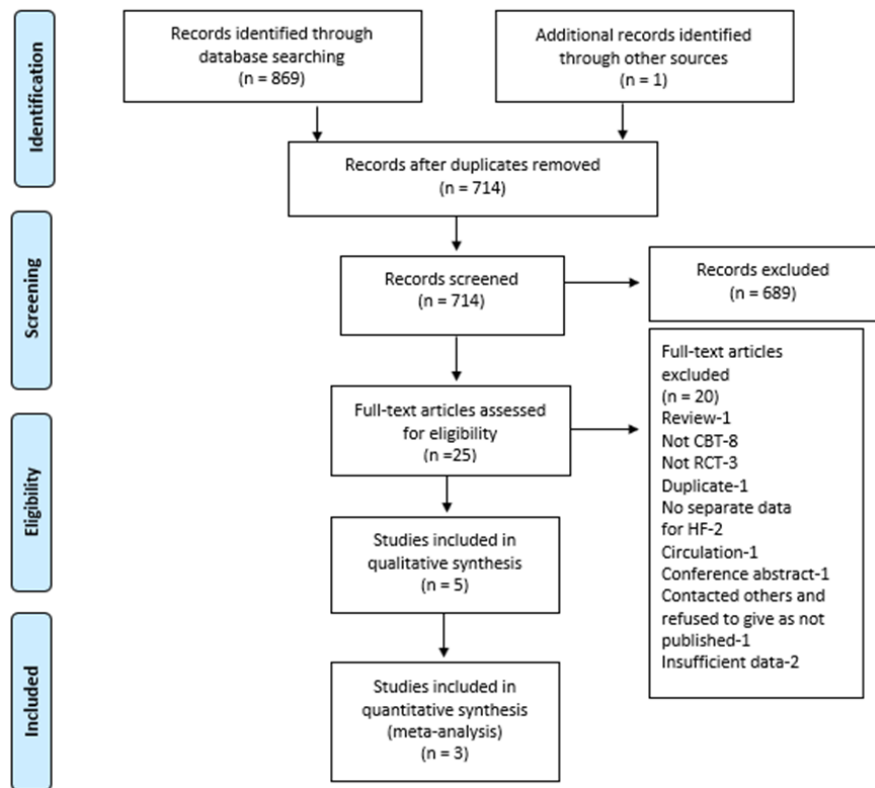 Identification
Records identified through
database searching
(n = 869)
Additional records identified
through other sources
(n = 1)
Records after duplicates removed
(n = 714)
Screening
Records screened
(n = 714)
Records excluded
(n = 689)
Eligibility
Full-text articles assessed
for eligibility
(n =25)
Full-text articles
excluded
(n = 20)
Review-1
Not CBT-8
Not RCT-3
Duplicate-1
No separate data
for HF-2
Circulation-1
Conference abstract-1
Contacted others and
refused to give as not
published-1
Insufficient data-2
Studies included in
qualitative synthesis
(n = 5)
Included
Studies included in
quantitative synthesis
(meta-analysis)
(n = 3)